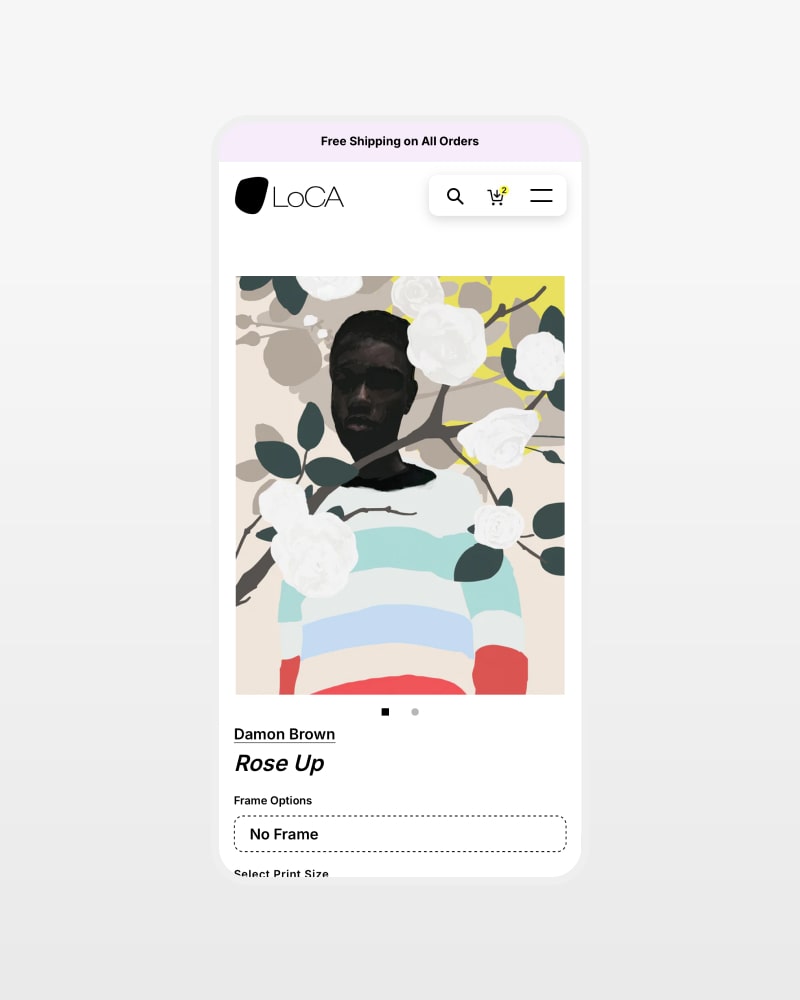 Free Shipping on All Orders
LoCA
2
Damon Brown
Rose Up
Frame Options
No Frame
Select Print Size